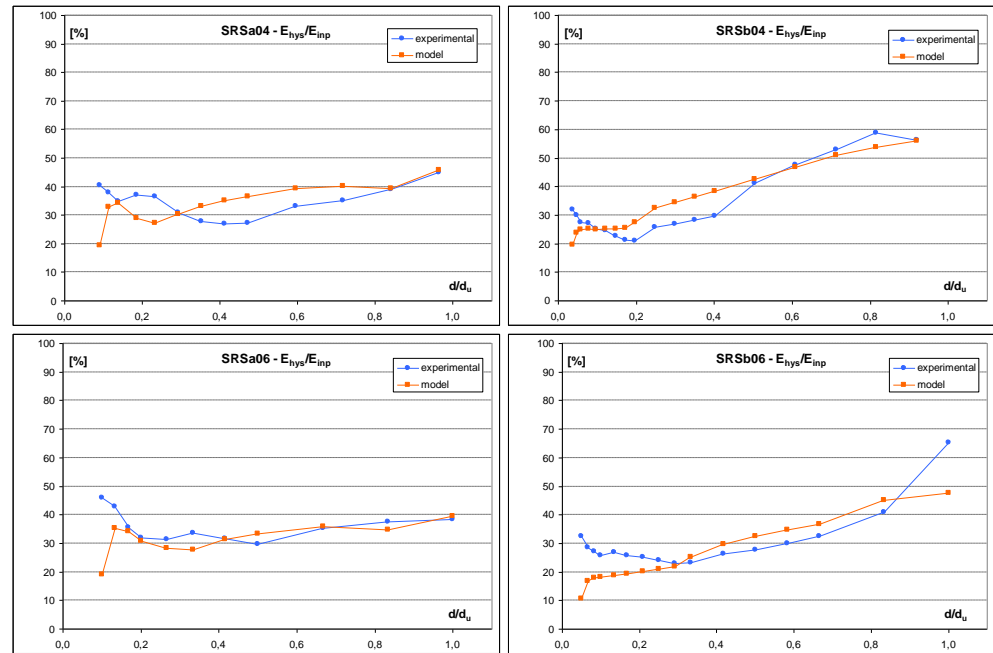 SRSa04 - Ehys/Einp
[%]
experimental
model
100
90
80
70
60
50
40
30
20
10
0
d/du
0,0 0,2 0,4 0,6 0,8 1,0
SRSb04 - Ehys/Einp
[%]
experimental
model
100
90
80
70
60
50
40
30
20
10
0
d/du
0,0 0,2 0,4 0,6 0,8 1,0
SRSa06 - Ehys/Einp
[%]
experimental
model
100
90
80
70
60
50
40
30
20
10
0
d/du
0,0 0,2 0,4 0,6 0,8 1,0
SRSb06 - Ehys/Einp
[%]
experimental
model
100
90
80
70
60
50
40
30
20
10
0
d/du
0,0 0,2 0,4 0,6 0,8 1,0